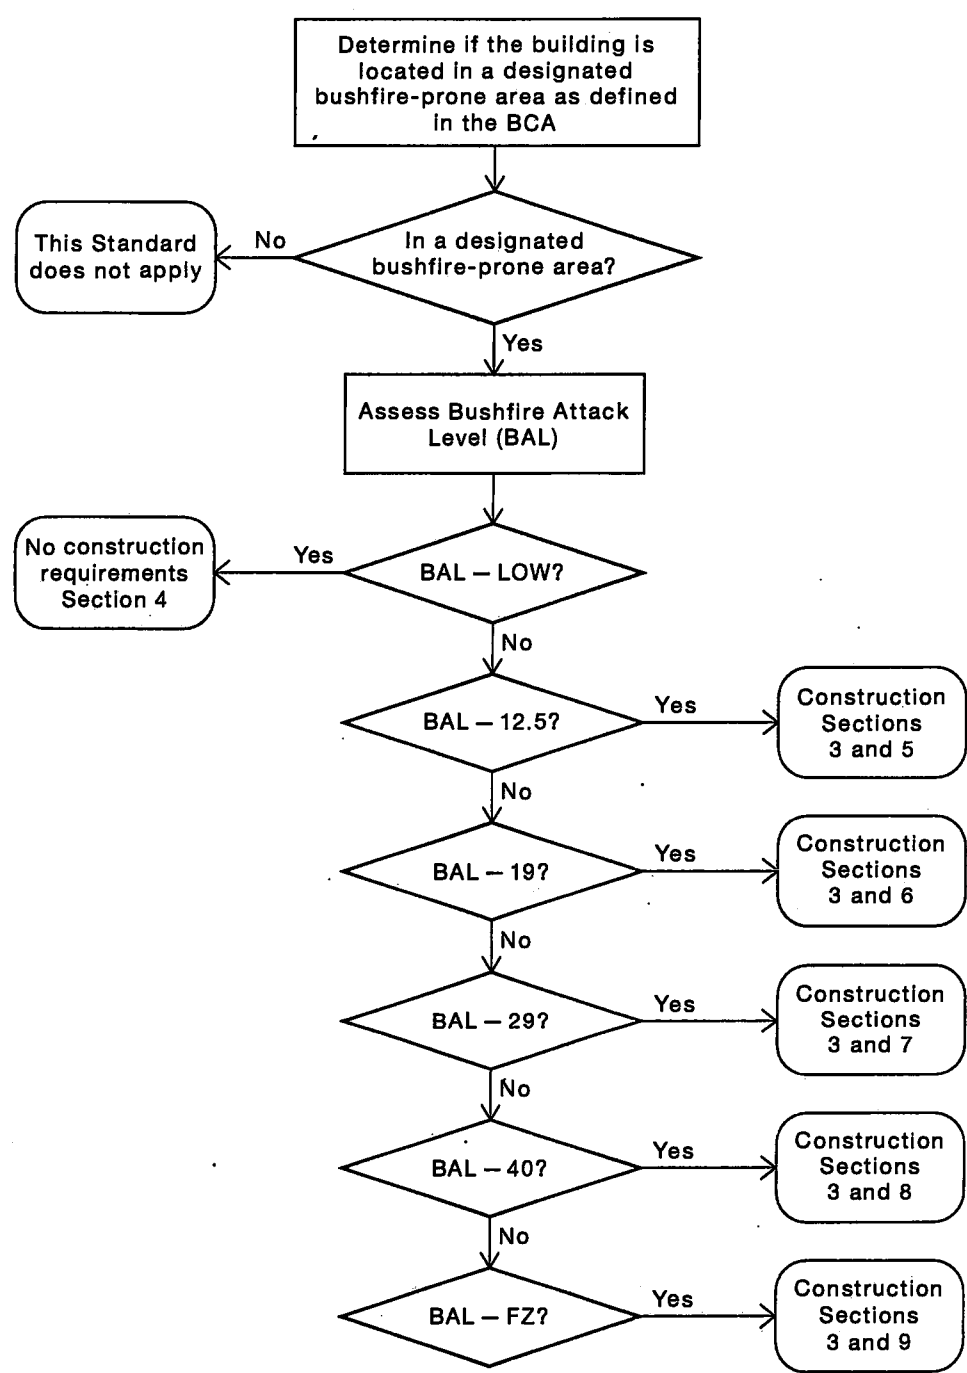 Determine if the building is
located in a designated
bushfire-prone area as defined
in the BCA
In a designated
bushfire-prone area?
No
This Standard
does not apply
Yes
Assess Bushfire Attack
Level (BAL)
BAL – LOW?
Yes
No construction
requirements
Section 4
No
BAL – 12.5?
Yes
Construction
Sections
3 and 5
No
BAL – 19?
Yes
Construction
Sections
3 and 6
No
BAL – 29?
Yes
Construction
Sections
3 and 7
No
BAL – 40?
Yes
Construction
Sections
3 and 8
No
BAL – FZ?
Yes
Construction
Sections
3 and 9